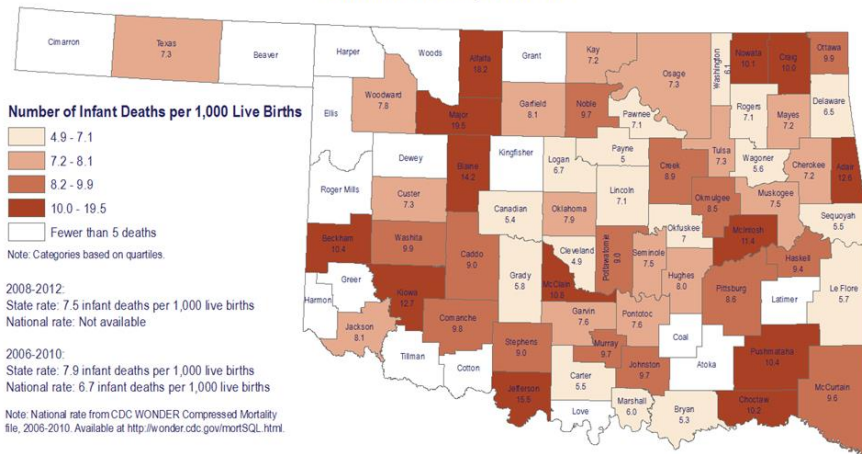 Number of Infant Deaths per 1,000 Live Births
4.9 - 7.1
7.2 - 8.1
8.2 - 9.9
10.0 - 19.5
Fewer than 5 deaths
Note: Categories based on quartiles.
2008-2012:
State rate: 7.5 infant deaths per 1,000 live births
National rate: Not available
2006-2010:
State rate: 7.9 infant deaths per 1,000 live births
National rate: 6.7 infant deaths per 1,000 live births
Note: National rate from CDC WONDER Compressed Mortality
file, 2006-2010. Available at http://wonder.cdc.gov/mortSQL.html.
Cimarron
Texas
7.3
Beaver
Harper
Woods
Alfalfa
Grant
Kay
7.2
Osage
7.3
Washington
6.1
Nowata
10.1
Craig
10.0
Ottawa
9.9
Ellis
Woodward
7.8
Major
19.5
Garfield
8.1
Noble
9.7
Pawnee
7.1
Rogers
7.1
Mayes
7.2
Delaware
6.5
Roger Mills
Dewey
Blaine
14.2
Kingfisher
Logan
6.7
Payne
5
Creek
8.9
Tulsa
7.3
Wagoner
5.6
Cherokee
7.2
Adair
12.6
Custer
7.3
Canadian
5.4
Oklahoma
7.9
Lincoln
7.1
Okmulgee
8.5
Muskogee
7.5
Sequoyah
5.5
Beckham
10.4
Washita
9.9
Caddo
9.0
Grady
5.8
Cleveland
4.9
McClain
10.8
Pottawatomie
9.0
Seminole
7.5
Okfuskee
7
McIntosh
11.4
Haskell
9.4
Greer
Kiowa
12.7
Hughes
8.0
Pittsburg
8.6
Latimer
Le Flore
5.7
Harmon
Jackson
8.1
Comanche
9.8
Stephens
9.0
Garvin
7.6
Pontotoc
7.6
Coal
Tillman
Cotton
Murray
9.7
Johnston
9.7
Atoka
Pushmataha
10.4
McCurtain
9.6
Jefferson
15.5
Carter
5.5
Love
Marshall
6.0
Bryan
5.3
Choctaw
10.2